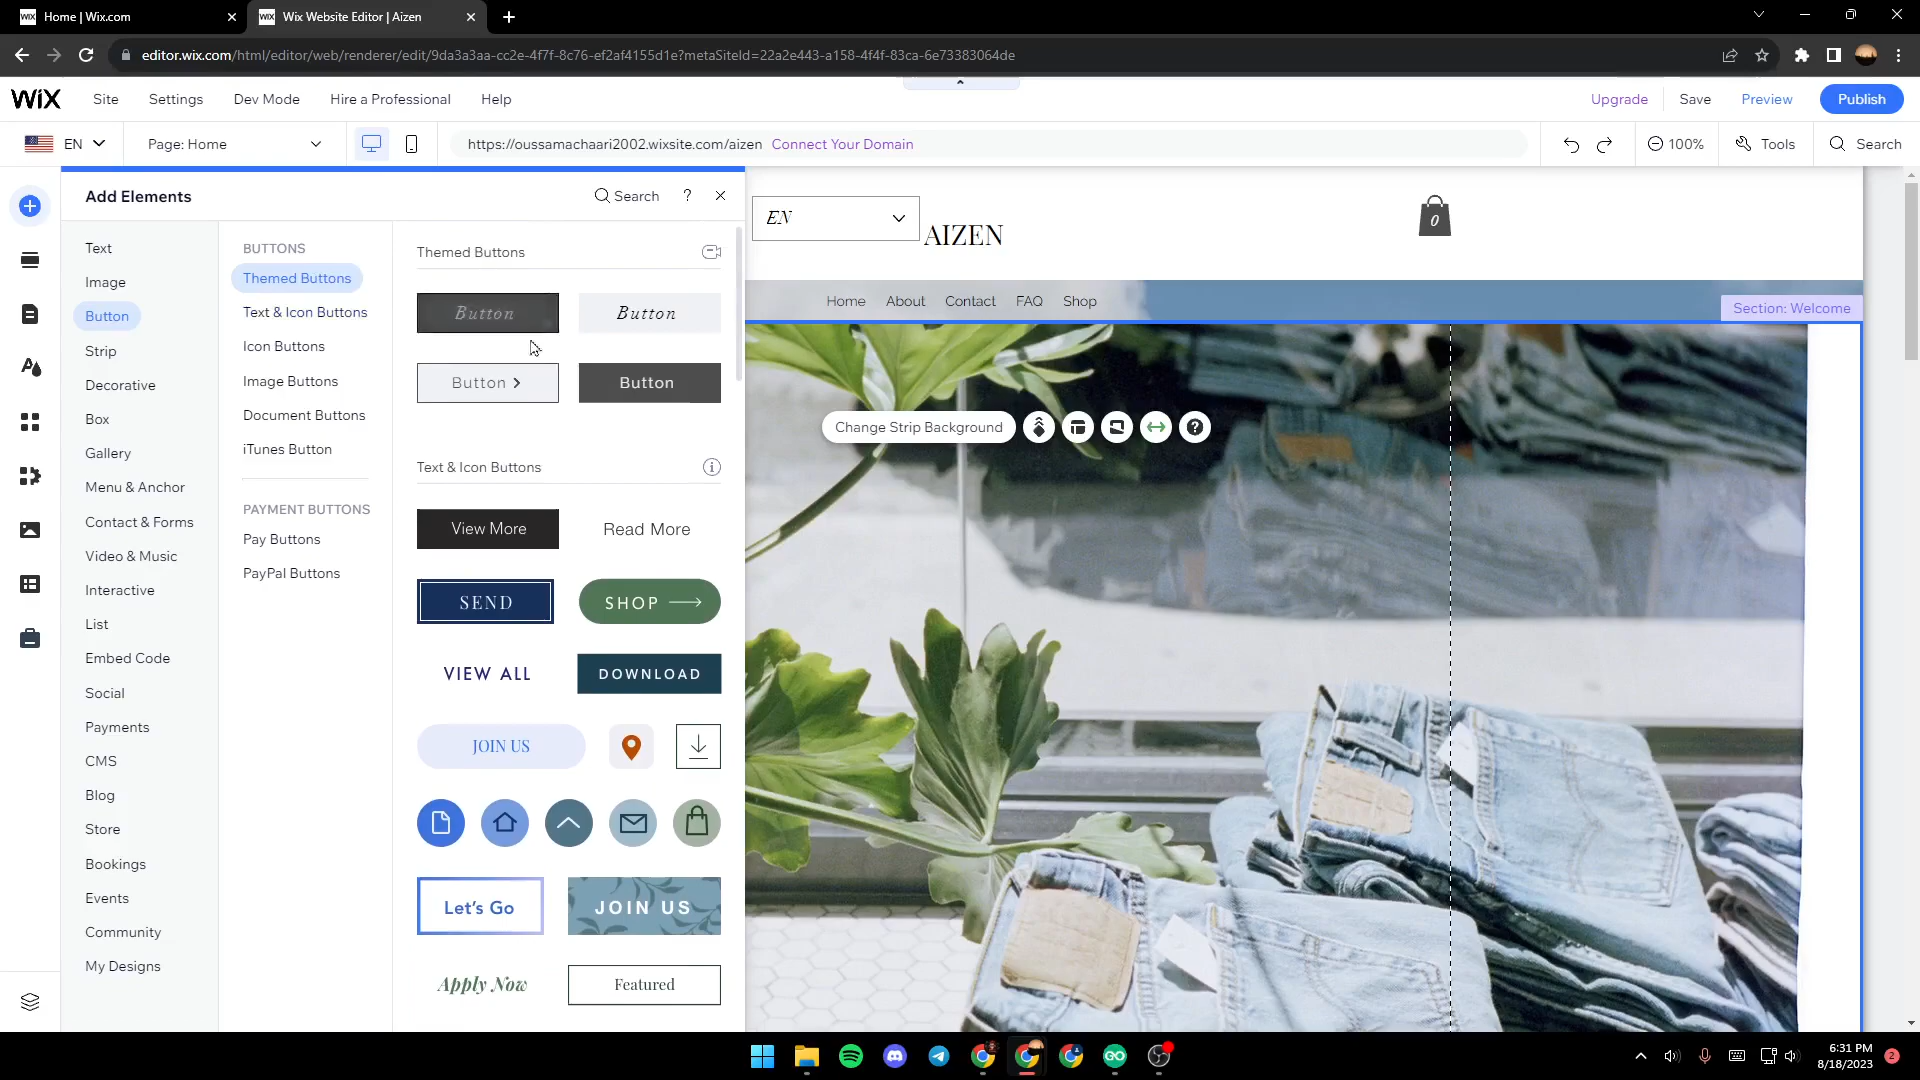 Home | Wix.com
Wix Website Editor | Aizen
editor.wix.com/html/editor/web/renderer/edit/9da3a3aa-cc2e-4f7f-8c76-ef2af4155d1e?metaSiteId=22a2e443-a158-4f4f-83ca-6e73383064de
WiX Site Settings Dev Mode Hire a Professional Help Upgrade Save Preview Publish
EN Page: Home https://oussamachaari2002.wixsite.com/aizen Connect Your Domain 100% Tools Search
Add Elements Search ?
Text
Image
Button
Strip
Decorative
Box
Gallery
Menu & Anchor
Contact & Forms
Video & Music
Interactive
List
Embed Code
Social
Payments
CMS
Blog
Store
Bookings
Events
Community
My Designs
BUTTONS
Themed Buttons
Text & Icon Buttons
Icon Buttons
Image Buttons
Document Buttons
iTunes Button
PAYMENT BUTTONS
Pay Buttons
PayPal Buttons
Themed Buttons
Button Button
Button > Button
Text & Icon Buttons
View More Read More
SEND SHOP
VIEW ALL DOWNLOAD
JOIN US
Let's Go JOIN US
Apply Now Featured
EN AIZEN 0
Home About Contact FAQ Shop
Section: Welcome
Change Strip Background ?
6:31 PM
8/18/2023 2